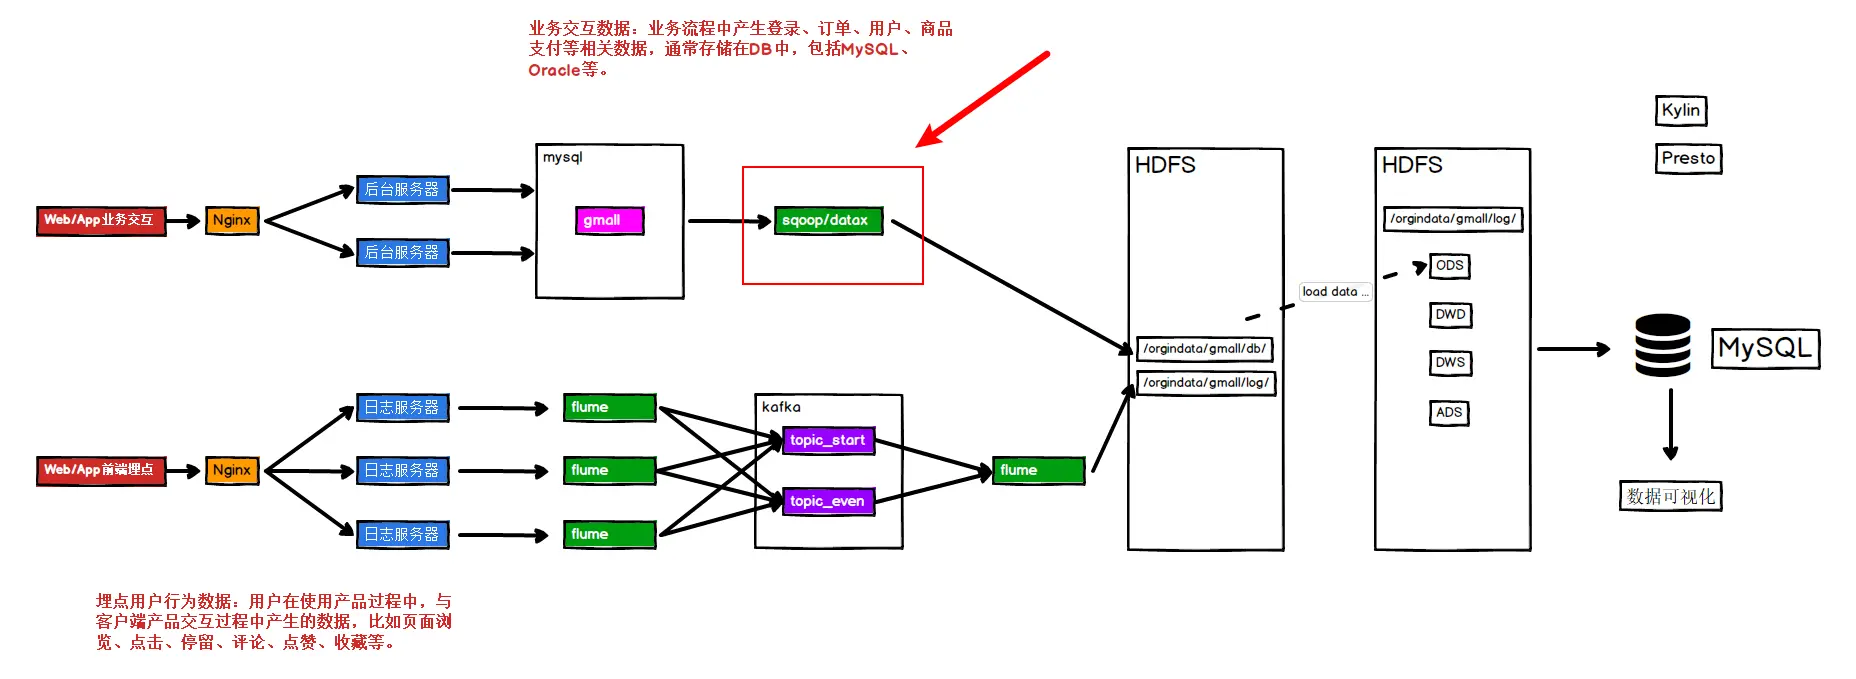 业务交互数据：业务流程中产生登录、订单、用户、商品
支付等相关数据，通常存储在DB中，包括MySQL、
Oracle等。
Web/App业务交互
Nginx
后台服务器
后台服务器
mysql
gmall
sqoop/datax
HDFS
/orgindata/gmall/db/
/orgindata/gmall/log/
load data ...
HDFS
/orgindata/gmall/log/
ODS
DWD
DWS
ADS
Kylin
Presto
MySQL
数据可视化
Web/App前端埋点
Nginx
日志服务器
日志服务器
日志服务器
flume
flume
flume
kafka
topic_start
topic_even
flume
埋点用户行为数据：用户在使用产品过程中，与
客户端产品交互过程中产生的数据，比如页面浏
览、点击、停留、评论、点赞、收藏等。